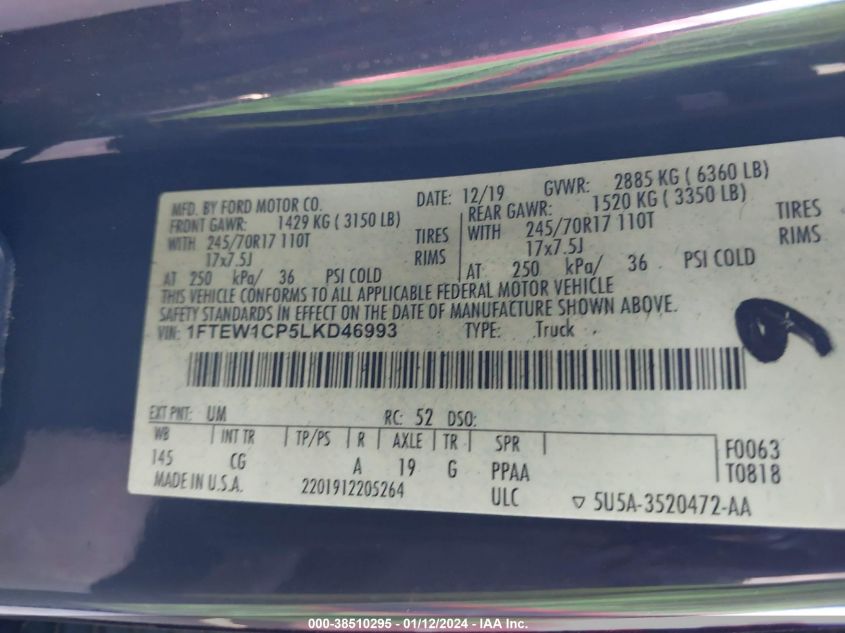 MFD. BY FORD MOTOR CO.
DATE: 12/19 GVWR: 2885 KG ( 6360 LB)
FRONT GAWR: 1429 KG ( 3150 LB)
WITH 245/70R17 110T TIRES
17x7.5J RIMS
AT 250 kPa/ 36 PSI COLD
REAR GAWR: 1520 KG ( 3350 LB)
WITH 245/70R17 110T TIRES
17x7.5J RIMS
AT 250 kPa/ 36 PSI COLD
THIS VEHICLE CONFORMS TO ALL APPLICABLE FEDERAL MOTOR VEHICLE
SAFETY STANDARDS IN EFFECT ON THE DATE OF MANUFACTURE SHOWN ABOVE.
VIN: 1FTEW1CP5LKD46993 TYPE: Truck
EXT PNT: UM RC: 52 DSO:
WB INT TR TP/PS R AXLE TR SPR
145 CG A 19 G PPAA
F0063
T0818
MADE IN U.S.A. 2201912205264 ULC ▽ 5U5A-3520472-AA
000-38510295 - 01/12/2024 - IAA Inc.